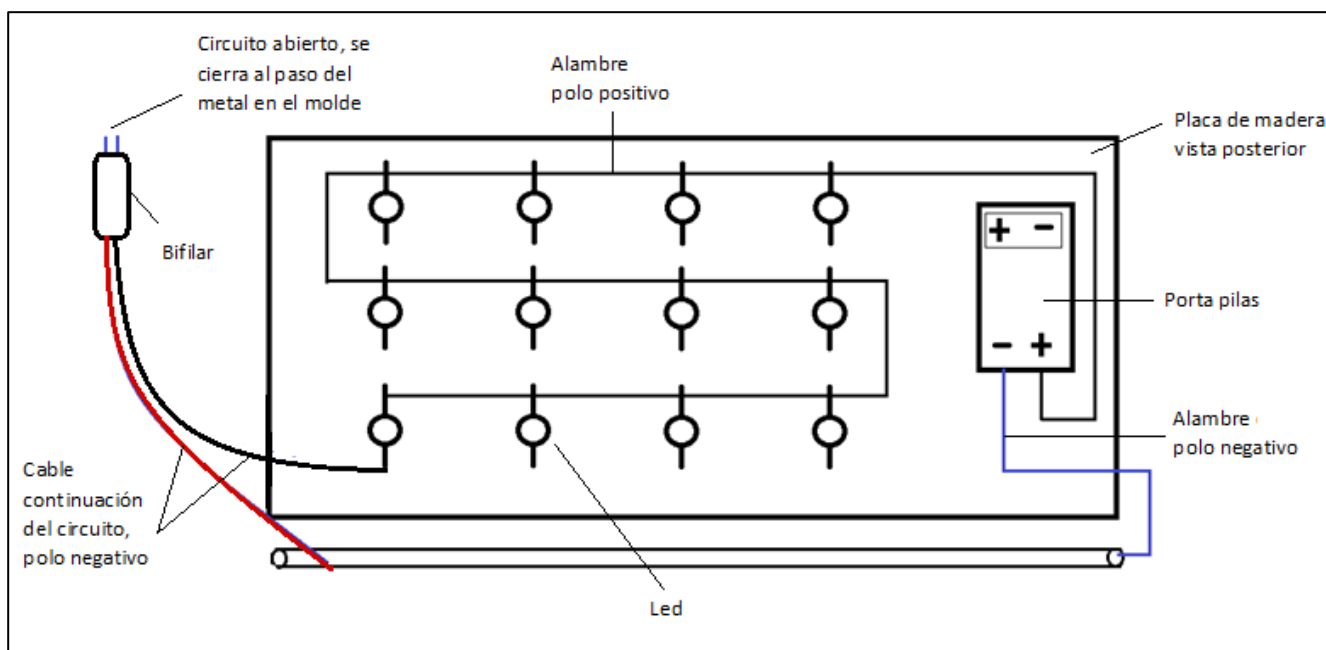 Circuito abierto, se
cierra al paso del
metal en el molde
Alambre
polo positivo
Placa de madera
vista posterior
Bifilar
+ -
Porta pilas
- +
Alambre
polo negativo
Cable
continuación
del circuito,
polo negativo
Led